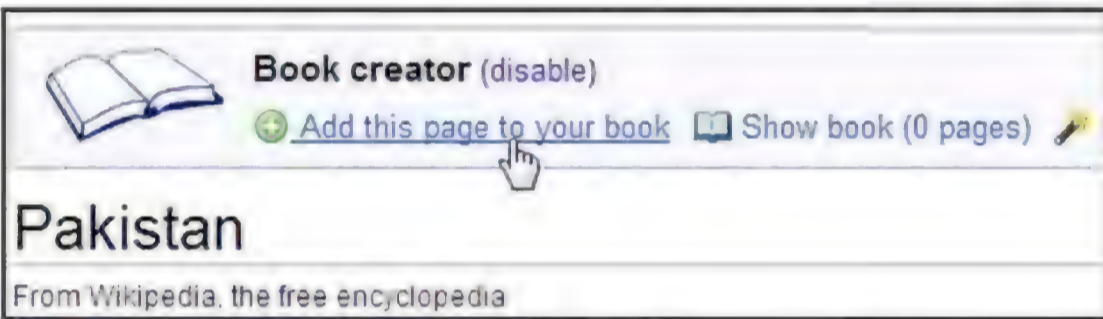 Book creator (disable)
Add this page to your book Show book (0 pages)
Pakistan
From Wikipedia, the free encyclopedia